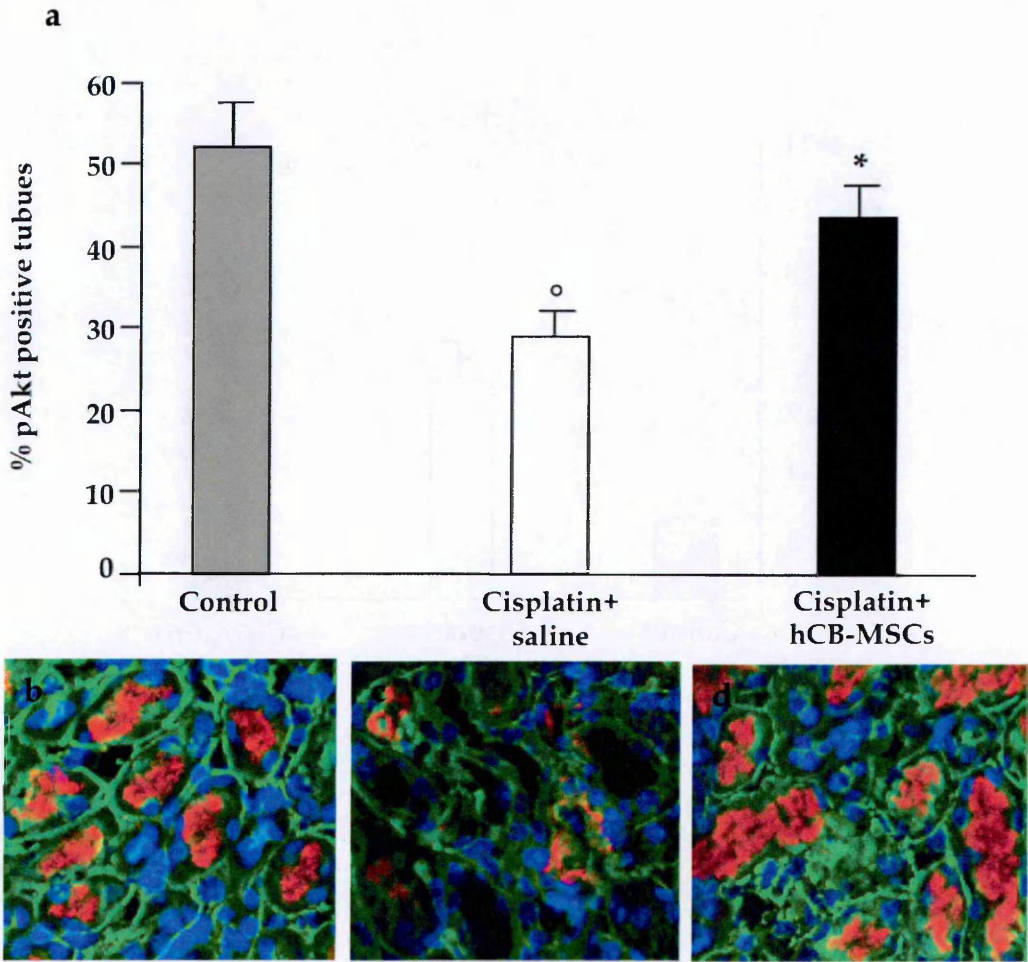 a
% pAkt positive tubues
60
50
40
30
20
10
0
°
*
Control
Cisplatin+
saline
Cisplatin+
hCB-MSCs
b
d